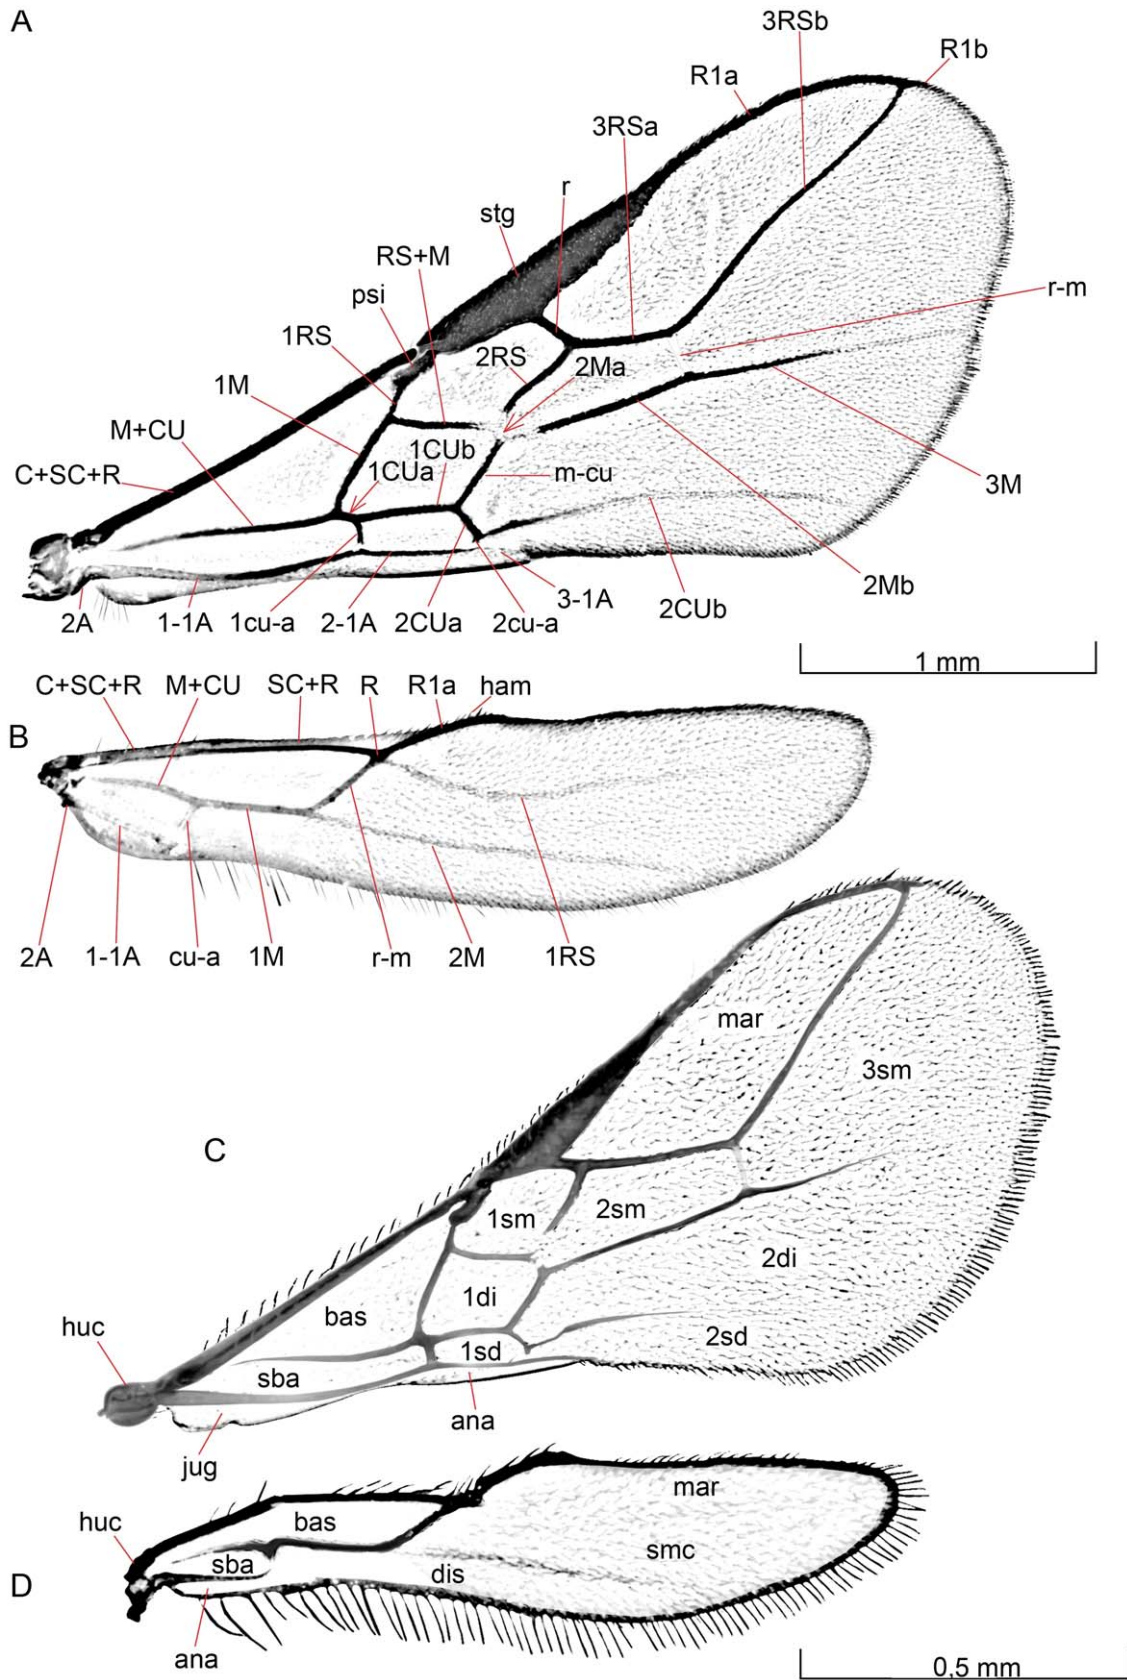 A
3RSb
R1b
R1a
3RSa
r
stg
RS+M
psi
r-m
1RS
2RS
2Ma
1M
M+CU
1CUb
1CUa
C+SC+R
m-cu
3M
2Mb
3-1A
2CUb
2A 1-1A 1cu-a 2-1A 2CUa 2cu-a
1 mm
C+SC+R M+CU SC+R R R1a ham
B
2A 1-1A cu-a 1M r-m 2M 1RS
mar
3sm
C
1sm
2sm
2di
1di
bas
huc
2sd
1sd
sba
ana
jug
mar
huc
bas
smc
sba
dis
D
ana
0,5 mm